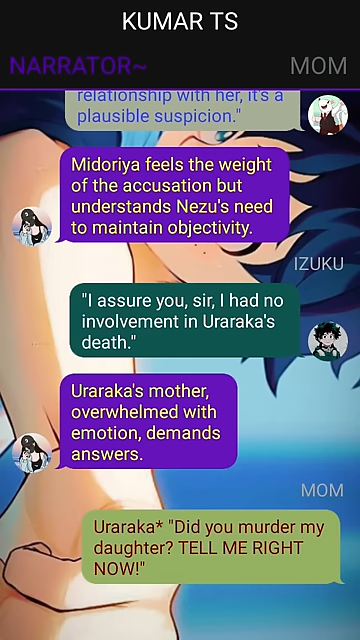 KUMAR TS
NARRATOR~
MOM
relationship with her, it's a
plausible suspicion."
Midoriya feels the weight
of the accusation but
understands Nezu's need
to maintain objectivity.
IZUKU
"I assure you, sir, I had no
involvement in Uraraka's
death."
Uraraka's mother,
overwhelmed with
emotion, demands
answers.
MOM
Uraraka* "Did you murder my
daughter? TELL ME RIGHT
NOW!"